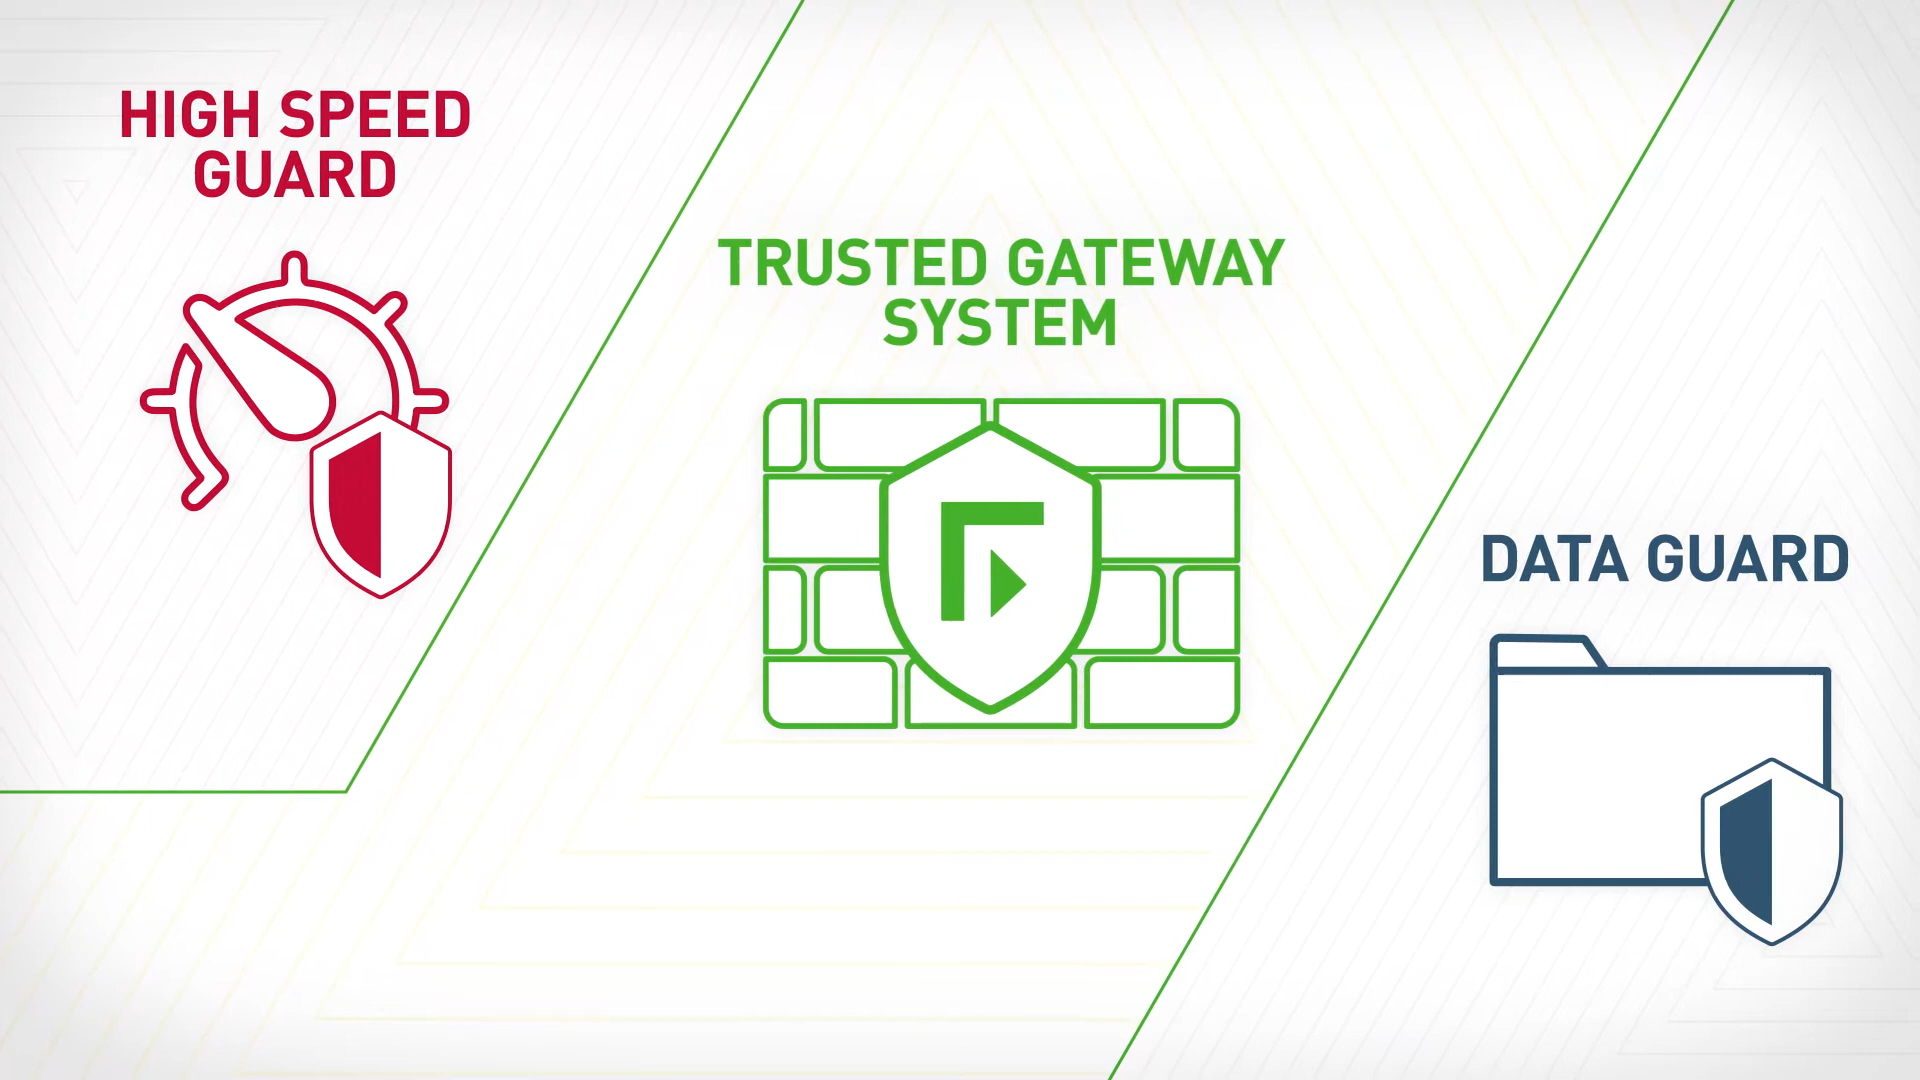 HIGH SPEED
GUARD
TRUSTED GATEWAY
SYSTEM
DATA GUARD